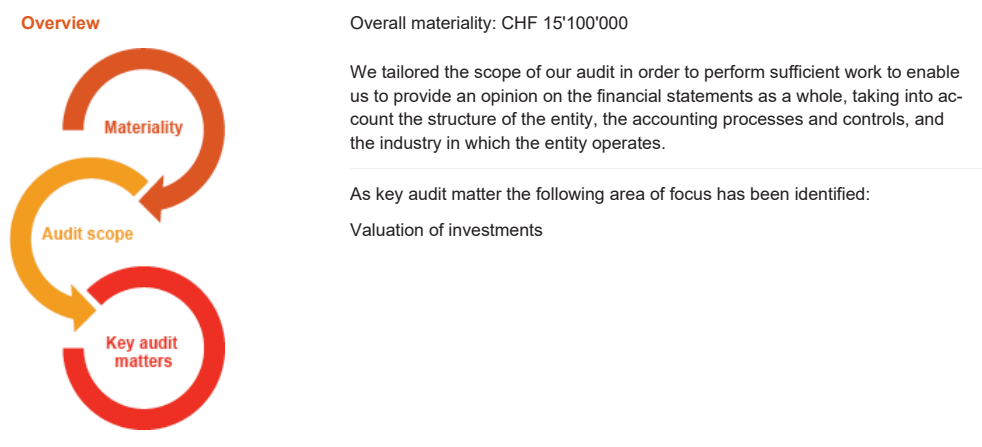 Overview
Materiality
Audit scope
Key audit
matters
Overall materiality: CHF 15'100'000
We tailored the scope of our audit in order to perform sufficient work to enable
us to provide an opinion on the financial statements as a whole, taking into ac-
count the structure of the entity, the accounting processes and controls, and
the industry in which the entity operates.
As key audit matter the following area of focus has been identified:
Valuation of investments